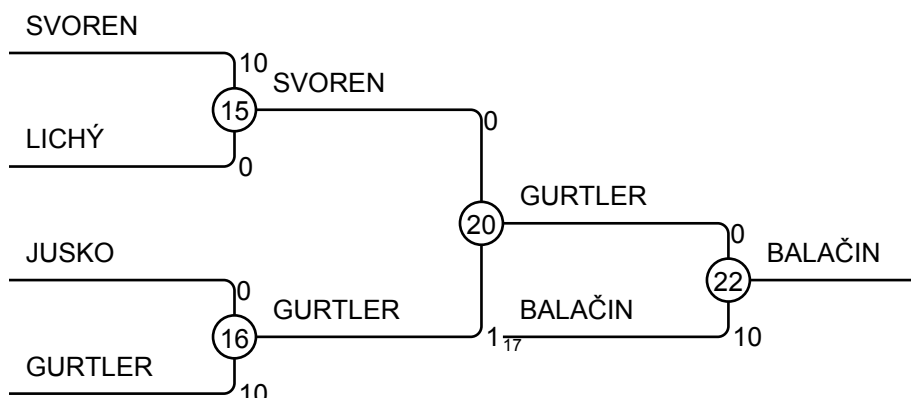 SVOREN
10
15
SVOREN
LICHÝ
0
0
20
GURTLER
JUSKO
0
16
GURTLER
GURTLER
10
1
17
BALAČIN
0
22
BALAČIN
10